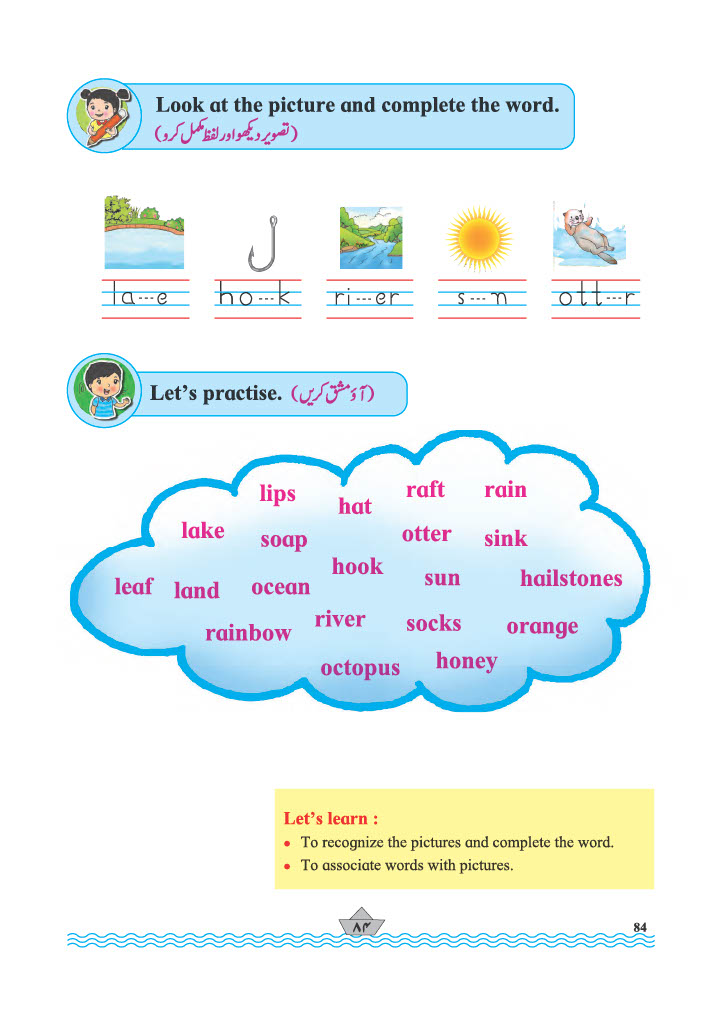 Look at the picture and complete the word.
(تصویر دیکھو اور لفظ مکمل کرو)
la---e ho---k ri---er s---n ott---r
Let's practise. (آؤ مشق کریں)
lips hat raft rain
lake soap otter sink
leaf land ocean hook sun hailstones
rainbow river socks orange
octopus honey
Let's learn :
• To recognize the pictures and complete the word.
• To associate words with pictures.
۸۴
84